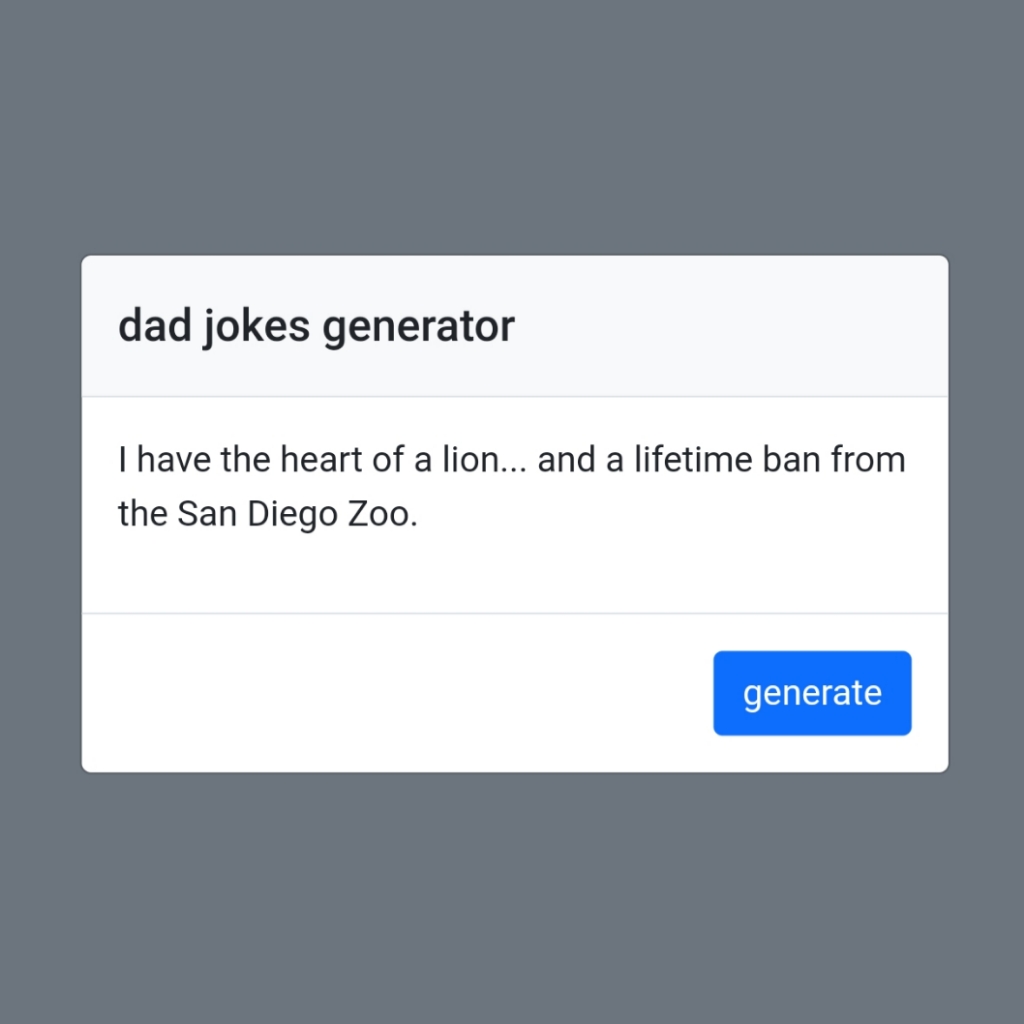 dad jokes generator
I have the heart of a lion... and a lifetime ban from
the San Diego Zoo.
generate